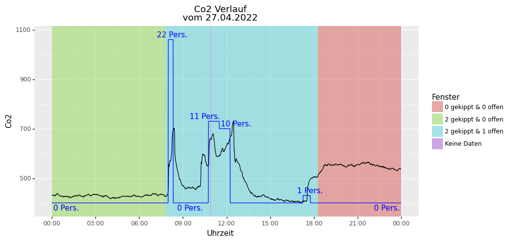 Co2 Verlauf
vom 27.04.2022
1100
900
700
500
Co2
22 Pers.
11 Pers.
10 Pers.
1 Pers.
0 Pers.
0 Pers.
0 Pers.
00:00
03:00
06:00
09:00
12:00
15:00
18:00
21:00
00:00
Uhrzeit
Fenster
0 gekippt & 0 offen
2 gekippt & 0 offen
2 gekippt & 1 offen
Keine Daten